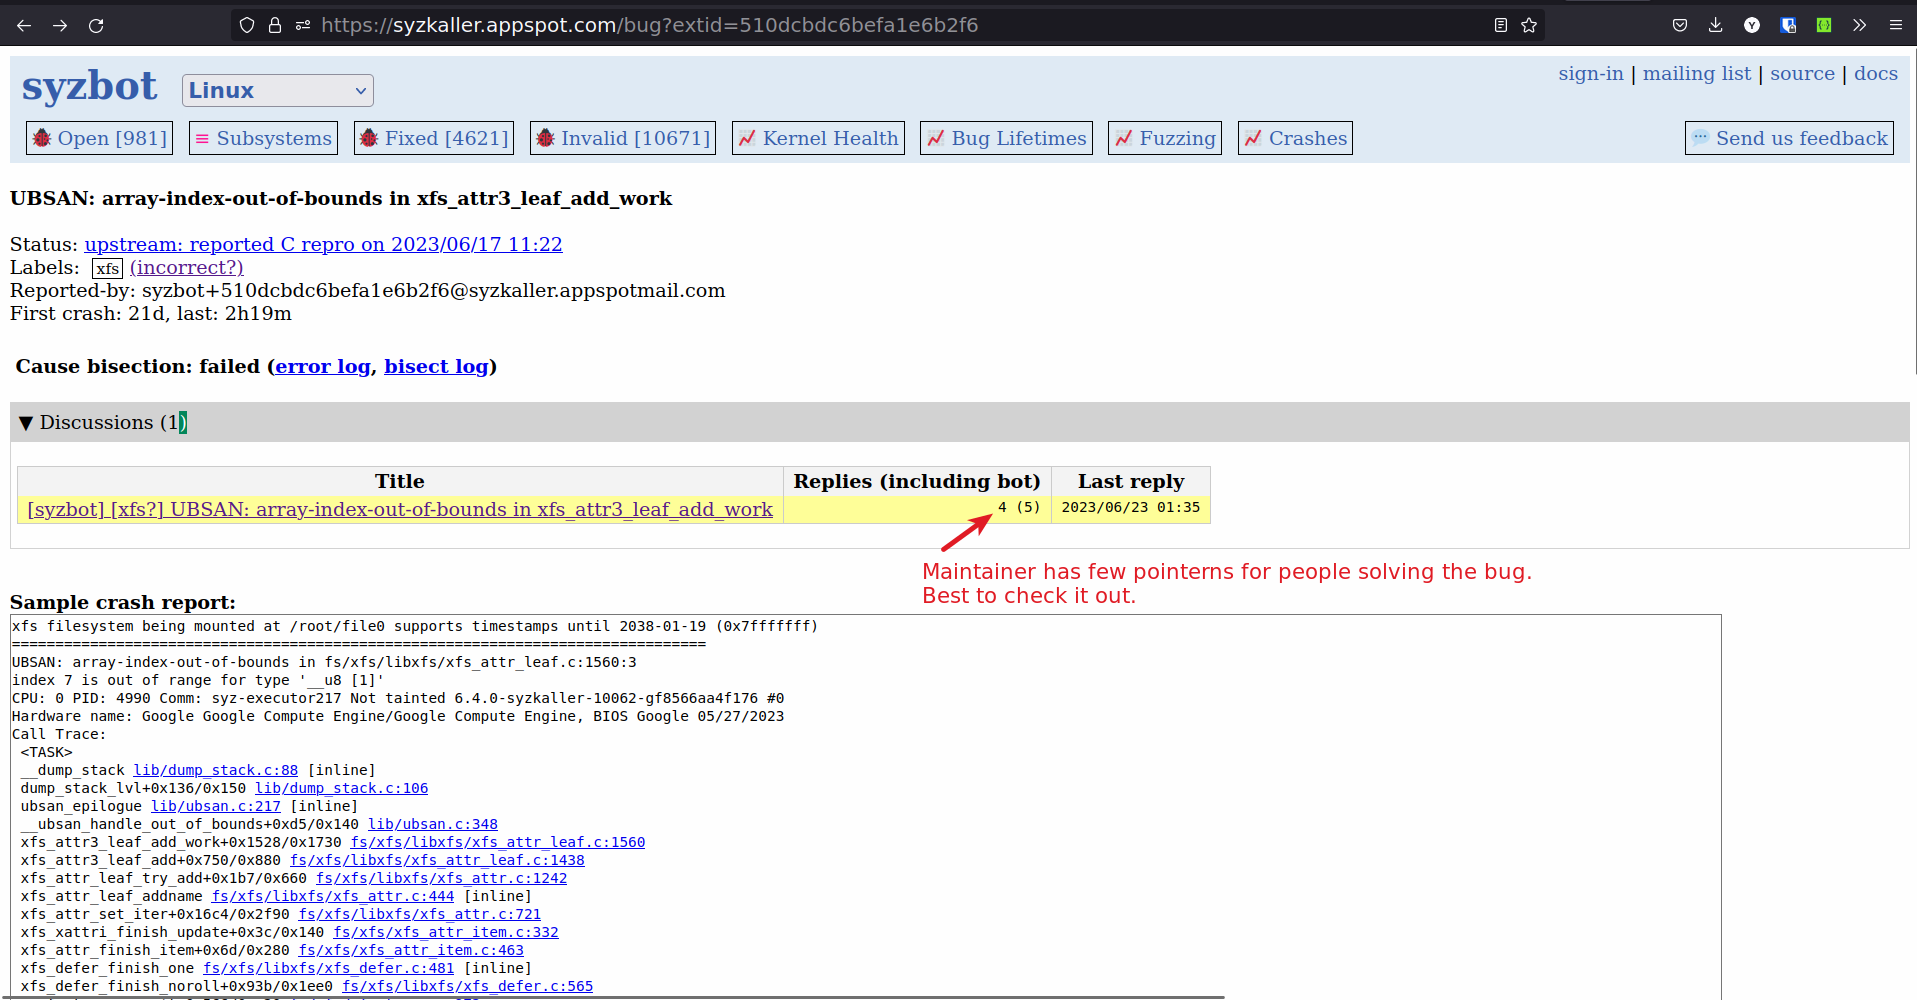 https://syzkaller.appspot.com/bug?extid=510dcbdc6befa1e6b2f6
syzbot Linux
sign-in | mailing list | source | docs
Open [981] Subsystems Fixed [4621] Invalid [10671] Kernel Health Bug Lifetimes Fuzzing Crashes Send us feedback
UBSAN: array-index-out-of-bounds in xfs_attr3_leaf_add_work
Status: upstream: reported C repro on 2023/06/17 11:22
Labels: xfs (incorrect?)
Reported-by: syzbot+510dcbdc6befa1e6b2f6@syzkaller.appspotmail.com
First crash: 21d, last: 2h19m
Cause bisection: failed (error log, bisect log)
▼ Discussions (1)
Title Replies (including bot) Last reply
[syzbot] [xfs?] UBSAN: array-index-out-of-bounds in xfs_attr3_leaf_add_work 4 (5) 2023/06/23 01:35
Maintainer has few pointerns for people solving the bug.
Best to check it out.
Sample crash report:
xfs filesystem being mounted at /root/file0 supports timestamps until 2038-01-19 (0x7fffffff)
================================================================================
UBSAN: array-index-out-of-bounds in fs/xfs/libxfs/xfs_attr_leaf.c:1560:3
index 7 is out of range for type '__u8 [1]'
CPU: 0 PID: 4990 Comm: syz-executor217 Not tainted 6.4.0-syzkaller-10062-gf8566aa4f176 #0
Hardware name: Google Google Compute Engine/Google Compute Engine, BIOS Google 05/27/2023
Call Trace:
<TASK>
__dump_stack lib/dump_stack.c:88 [inline]
dump_stack_lvl+0x136/0x150 lib/dump_stack.c:106
ubsan_epilogue lib/ubsan.c:217 [inline]
__ubsan_handle_out_of_bounds+0xd5/0x140 lib/ubsan.c:348
xfs_attr3_leaf_add_work+0x1528/0x1730 fs/xfs/libxfs/xfs_attr_leaf.c:1560
xfs_attr3_leaf_add+0x750/0x880 fs/xfs/libxfs/xfs_attr_leaf.c:1438
xfs_attr_leaf_try_add+0x1b7/0x660 fs/xfs/libxfs/xfs_attr.c:1242
xfs_attr_leaf_addname fs/xfs/libxfs/xfs_attr.c:444 [inline]
xfs_attr_set_iter+0x16c4/0x2f90 fs/xfs/libxfs/xfs_attr.c:721
xfs_xattri_finish_update+0x3c/0x140 fs/xfs/xfs_attr_item.c:332
xfs_attr_finish_item+0x6d/0x280 fs/xfs/xfs_attr_item.c:463
xfs_defer_finish_one fs/xfs/libxfs/xfs_defer.c:481 [inline]
xfs_defer_finish_noroll+0x93b/0x1ee0 fs/xfs/libxfs/xfs_defer.c:565